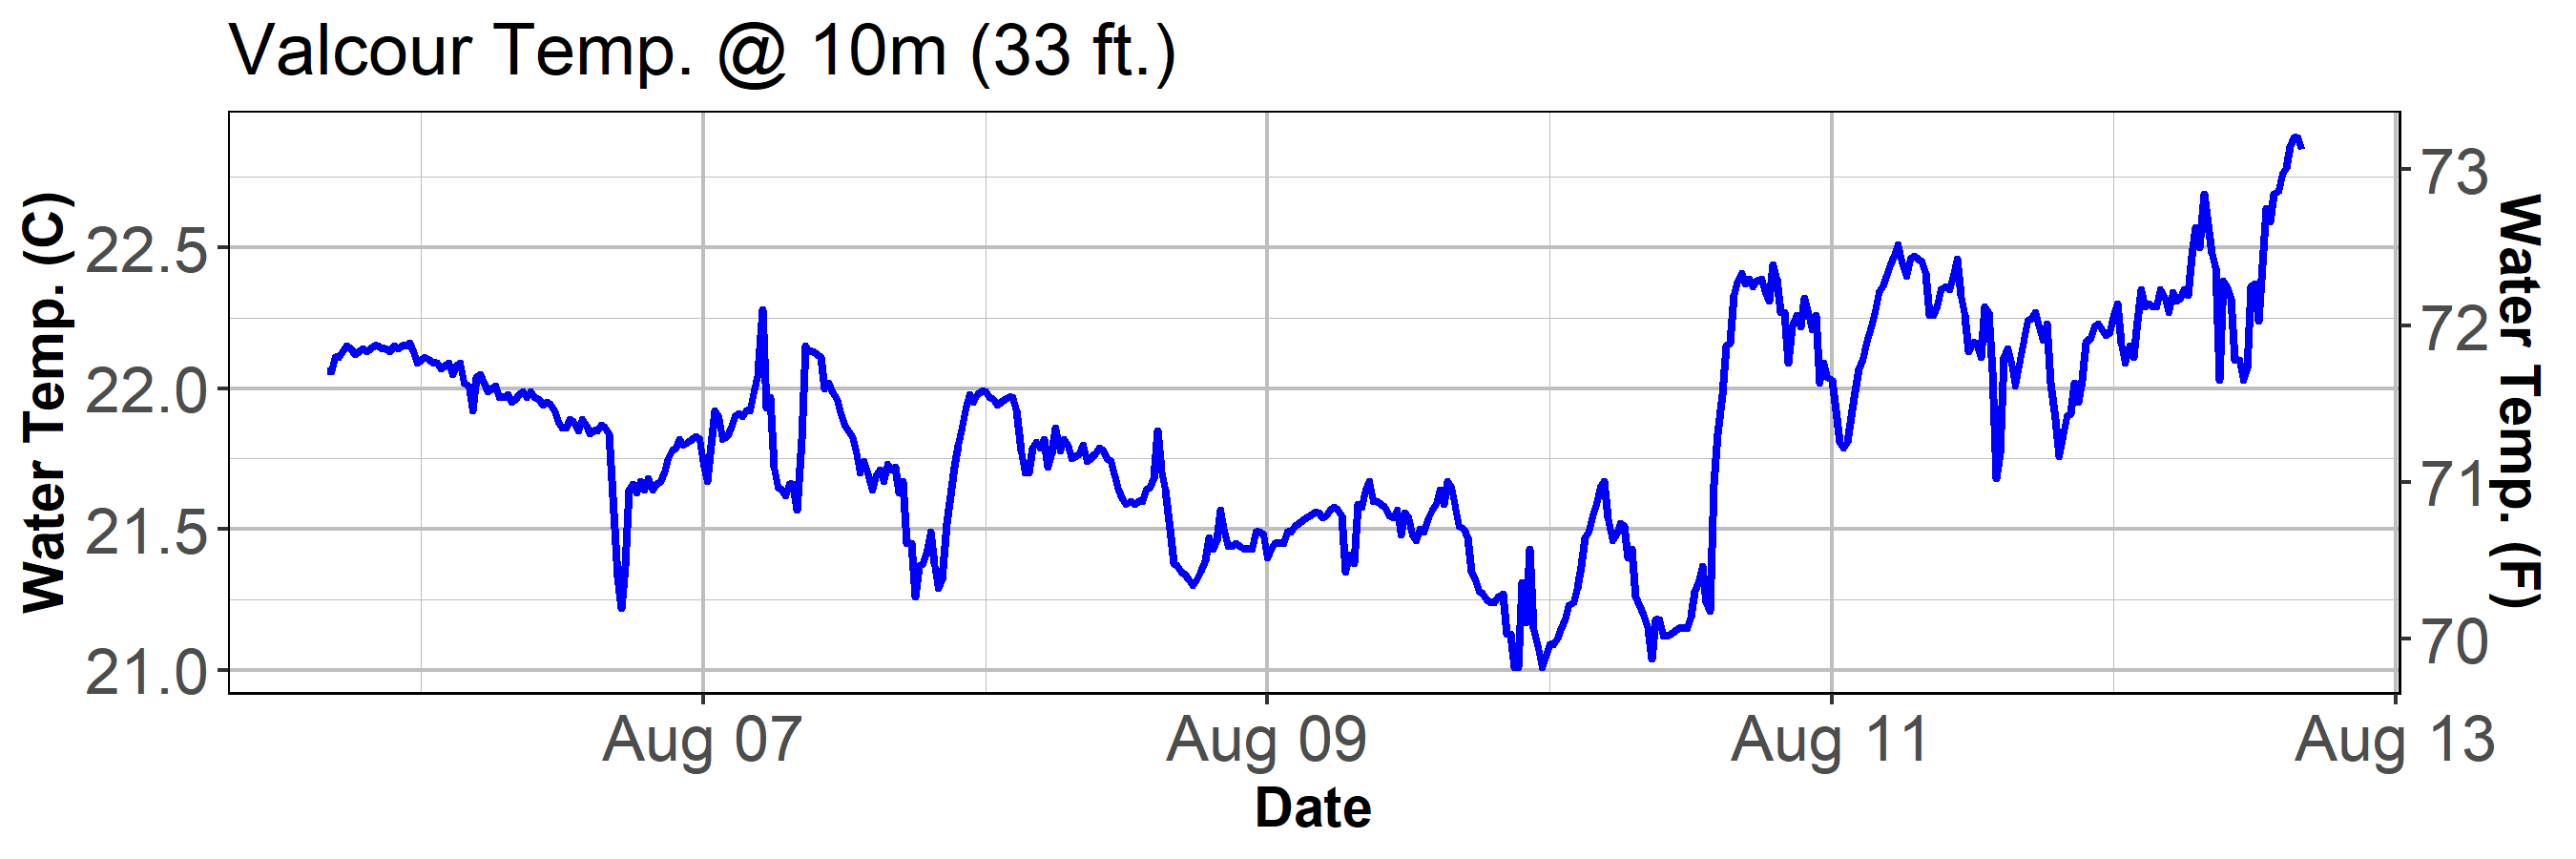 Valcour Temp. @ 10m (33 ft.)
Water Temp. (C)
22.5
22.0
21.5
21.0
73
72
71
70
Water Temp. (F)
Aug 07
Aug 09
Aug 11
Aug 13
Date